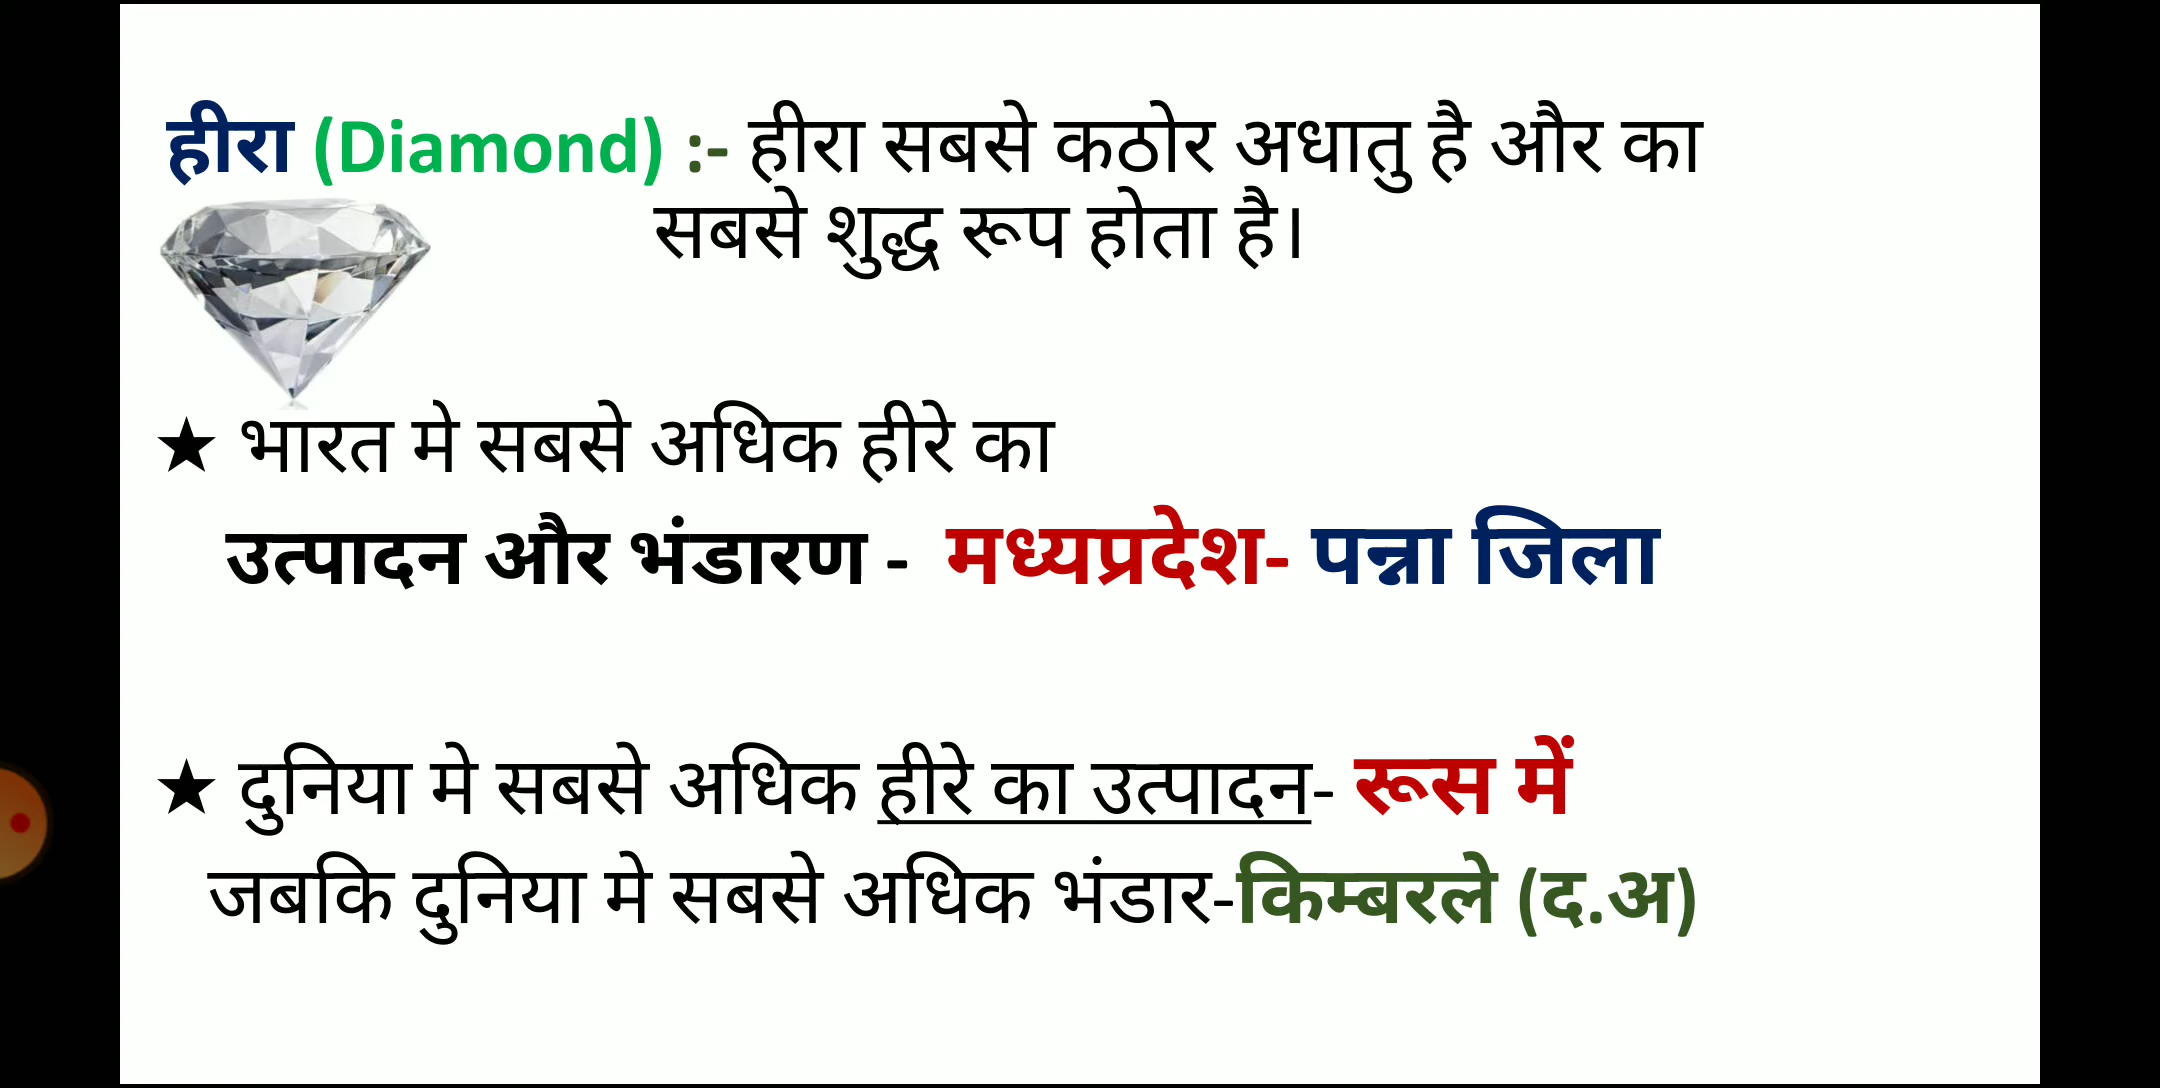 हीरा (Diamond) :- हीरा सबसे कठोर अधातु है और का
सबसे शुद्ध रूप होता है।
★ भारत मे सबसे अधिक हीरे का
उत्पादन और भंडारण - मध्यप्रदेश- पन्ना जिला
★ दुनिया मे सबसे अधिक हीरे का उत्पादन- रूस में
जबकि दुनिया मे सबसे अधिक भंडार-किम्बरले (द.अ)